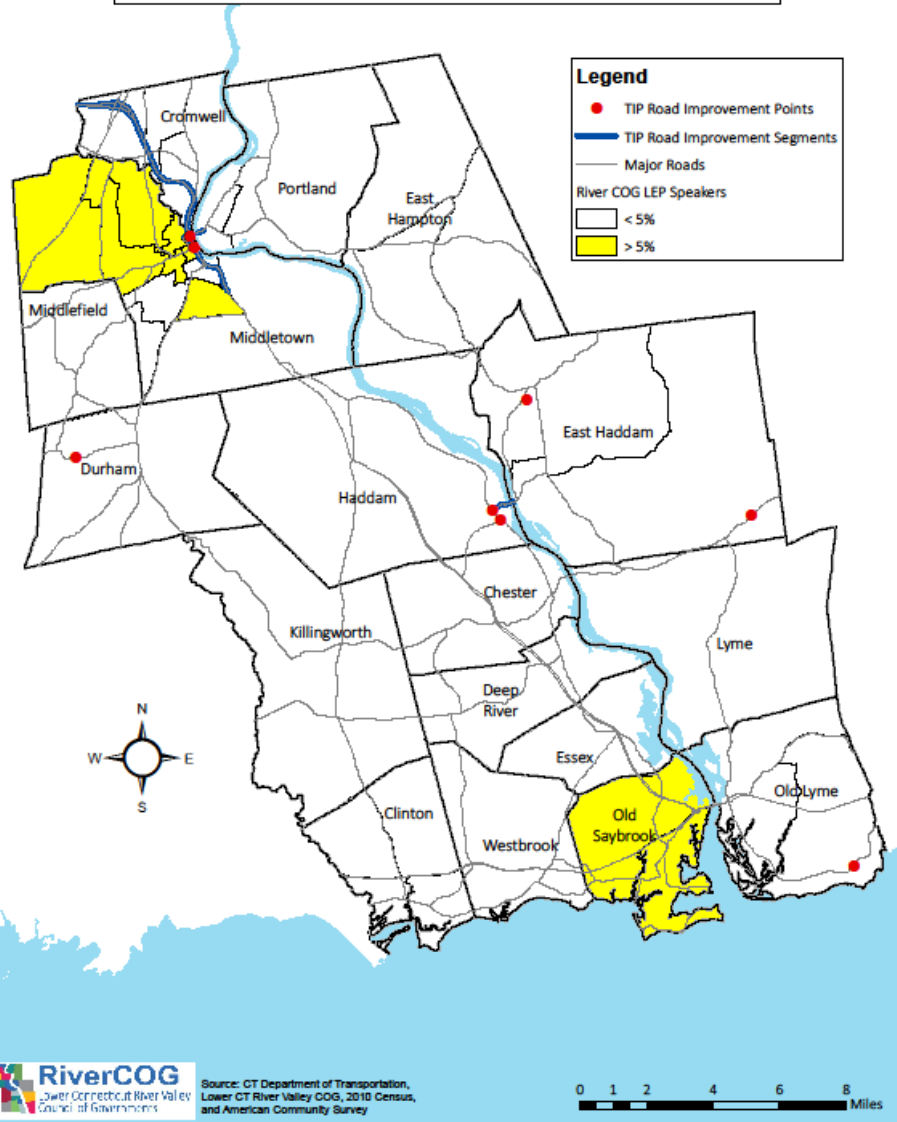 Legend
TIP Road Improvement Points
TIP Road Improvement Segments
Major Roads
River COG LEP Speakers
< 5%
> 5%
Cromwell
Portland
East
Hampton
Middlefield
Middletown
East Haddam
Durham
Haddam
Chester
Killingworth
Lyme
Deep
River
N
W
E
S
Essex
Old Lyme
Clinton
Old
Saybrook
Westbrook
RiverCOG
Lower Connecticut River Valley
Council of Governments
Source: CT Department of Transportation,
Lower CT River Valley COG, 2010 Census,
and American Community Survey
0 1 2 4 6 8
Miles